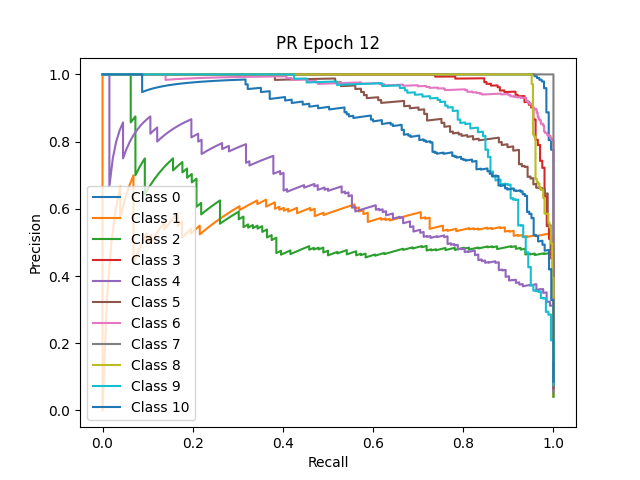 PR Epoch 12
1.0
0.8
0.6
0.4
0.2
0.0
Precision
Class 0
Class 1
Class 2
Class 3
Class 4
Class 5
Class 6
Class 7
Class 8
Class 9
Class 10
0.0 0.2 0.4 0.6 0.8 1.0
Recall